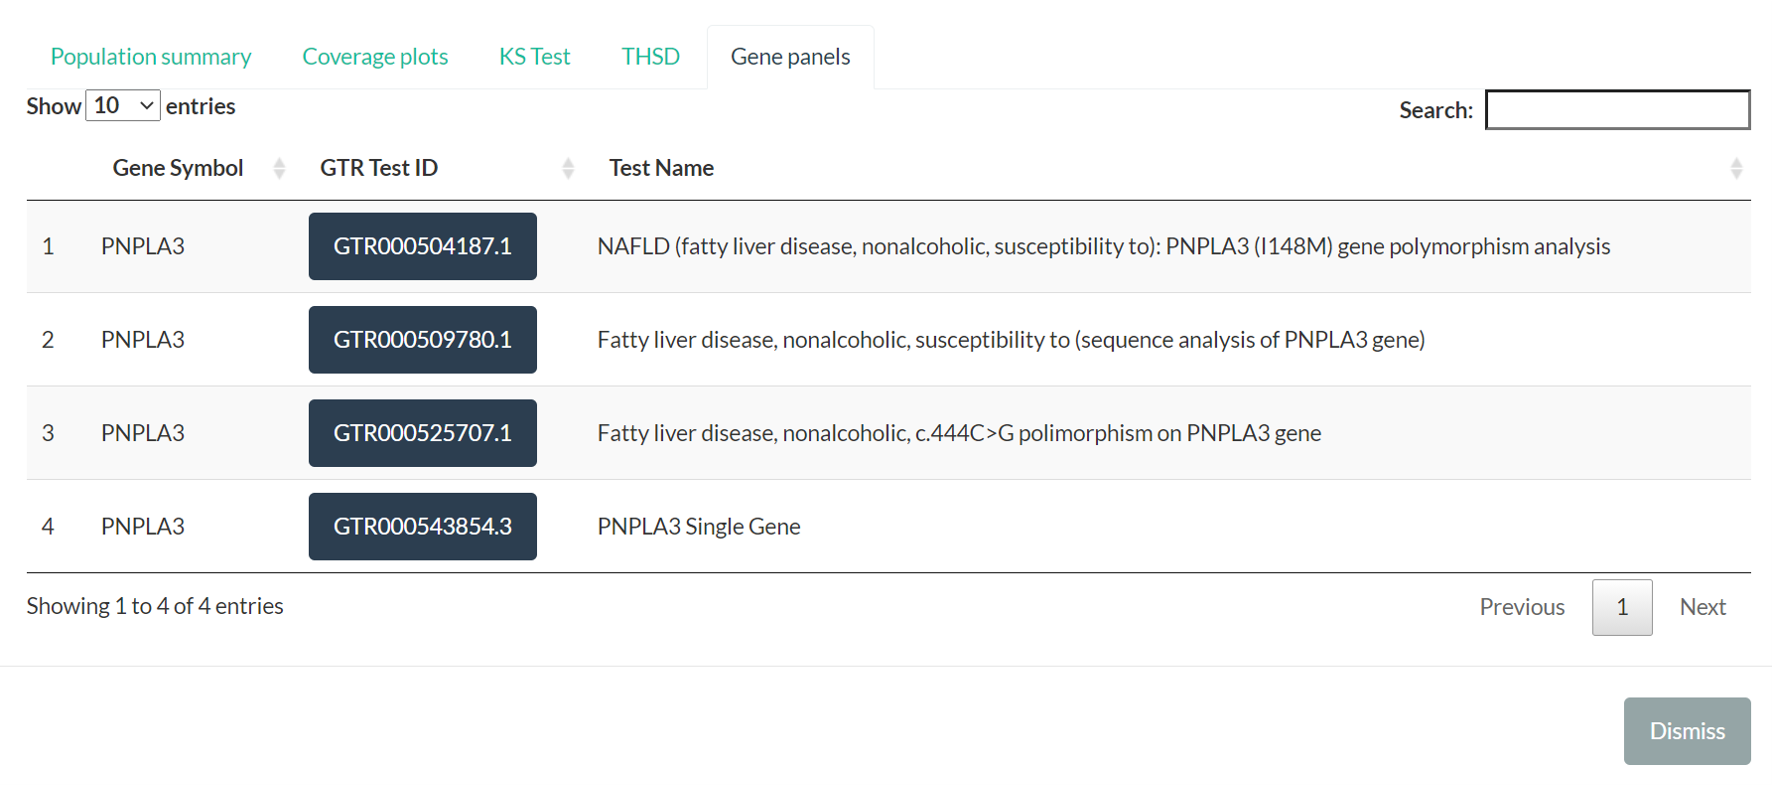 Population summary Coverage plots KS Test THSD Gene panels
Show 10 entries Search:
Gene Symbol GTR Test ID Test Name
1 PNPLA3 GTR000504187.1 NAFLD (fatty liver disease, nonalcoholic, susceptibility to): PNPLA3 (I148M) gene polymorphism analysis
2 PNPLA3 GTR000509780.1 Fatty liver disease, nonalcoholic, susceptibility to (sequence analysis of PNPLA3 gene)
3 PNPLA3 GTR000525707.1 Fatty liver disease, nonalcoholic, c.444C>G polimorphism on PNPLA3 gene
4 PNPLA3 GTR000543854.3 PNPLA3 Single Gene
Showing 1 to 4 of 4 entries Previous 1 Next
Dismiss